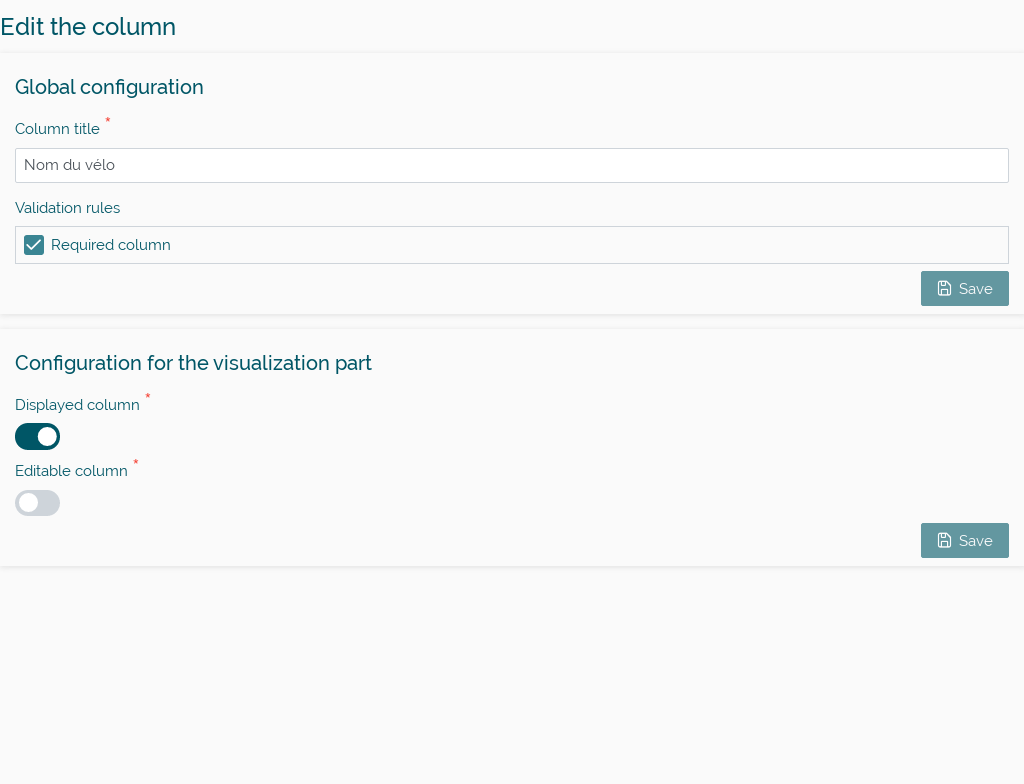 Edit the column
Global configuration
Column title *
Nom du vélo
Validation rules
Required column
Save
Configuration for the visualization part
Displayed column *
Editable column *
Save